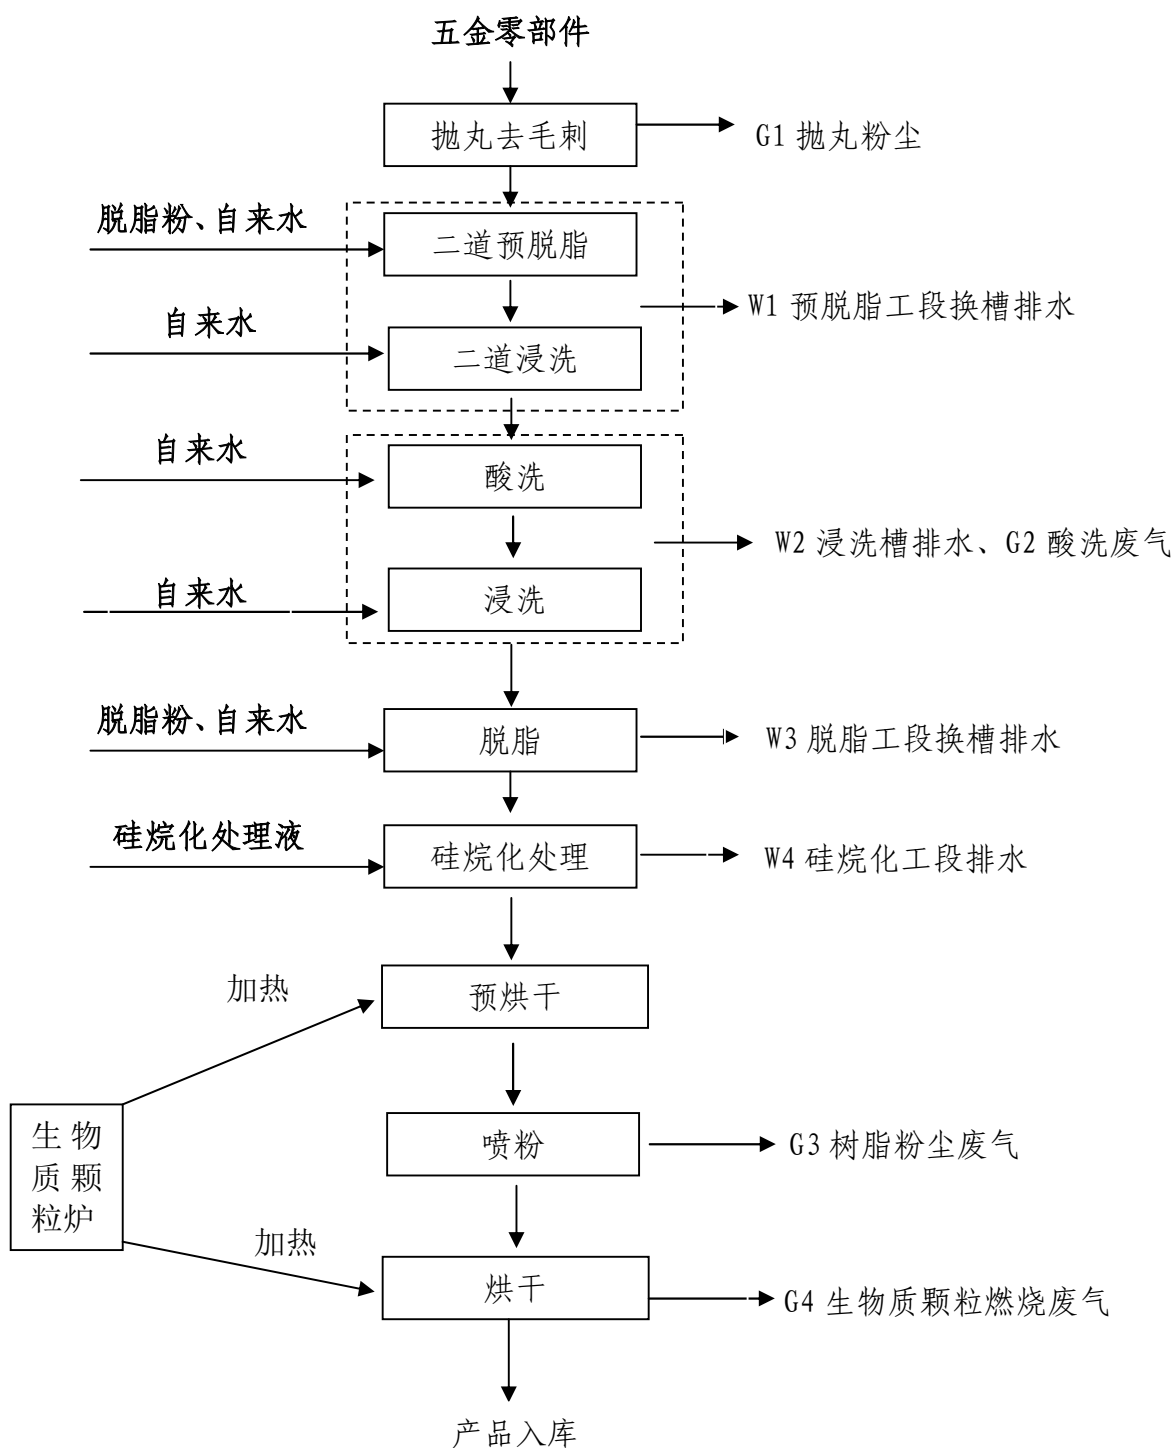 五金零部件
抛丸去毛刺
G1 抛丸粉尘
脱脂粉、自来水
二道预脱脂
W1 预脱脂工段换槽排水
自来水
二道浸洗
自来水
酸洗
W2 浸洗槽排水、G2 酸洗废气
自来水
浸洗
脱脂粉、自来水
脱脂
W3 脱脂工段换槽排水
硅烷化处理液
硅烷化处理
W4 硅烷化工段排水
加热
预烘干
生物
质颗
粒炉
喷粉
G3 树脂粉尘废气
加热
烘干
G4 生物质颗粒燃烧废气
产品入库